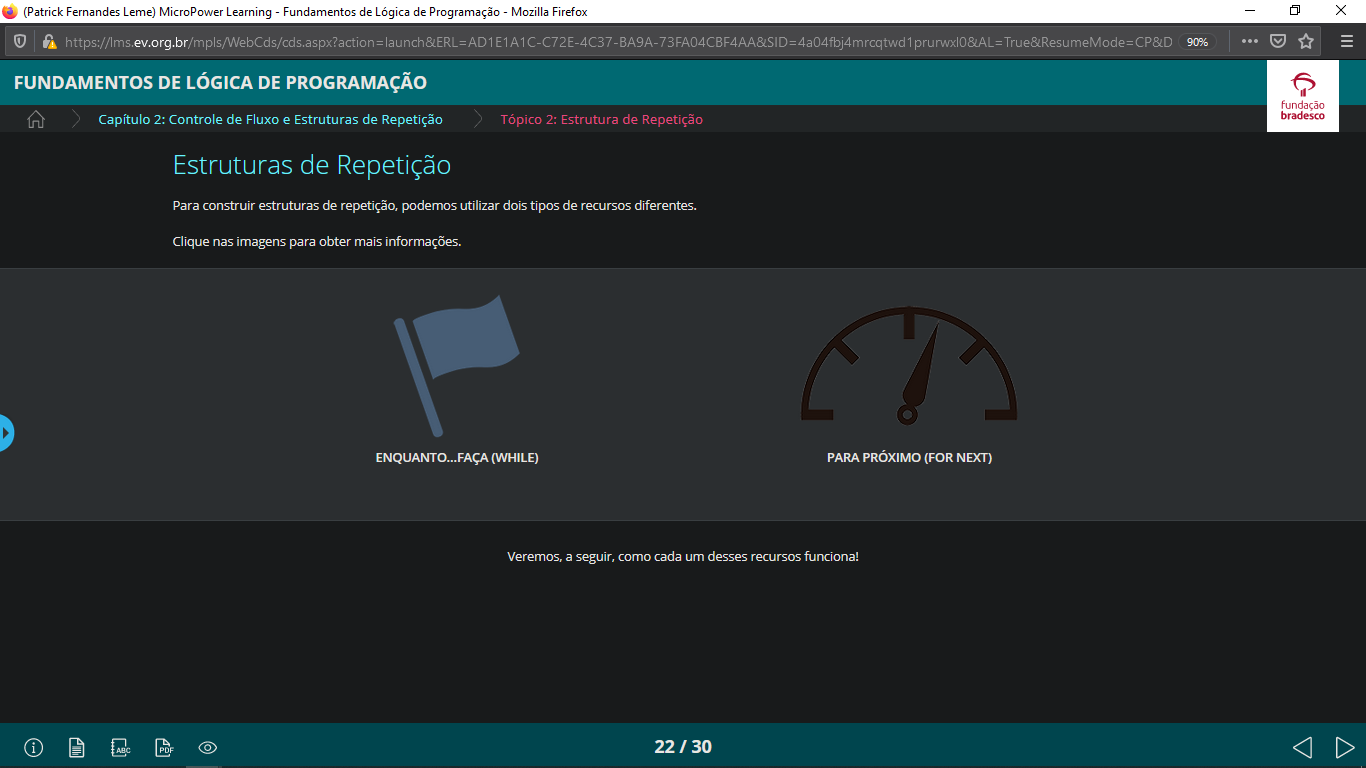 (Patrick Fernandes Leme) MicroPower Learning - Fundamentos de Lógica de Programação - Mozilla Firefox
https://lms.ev.org.br/mpls/WebCds/cds.aspx?action=launch&ERL=AD1E1A1C-C72E-4C37-BA9A-73FA04CBF4AA&SID=4a04fbj4mrcqtwd1prurwxl0&AL=True&ResumeMode=CP&D 90%
FUNDAMENTOS DE LÓGICA DE PROGRAMAÇÃO
fundação
bradesco
Capítulo 2: Controle de Fluxo e Estruturas de Repetição Tópico 2: Estrutura de Repetição
Estruturas de Repetição
Para construir estruturas de repetição, podemos utilizar dois tipos de recursos diferentes.
Clique nas imagens para obter mais informações.
ENQUANTO...FAÇA (WHILE) PARA PRÓXIMO (FOR NEXT)
Veremos, a seguir, como cada um desses recursos funciona!
ABC PDF 22 / 30